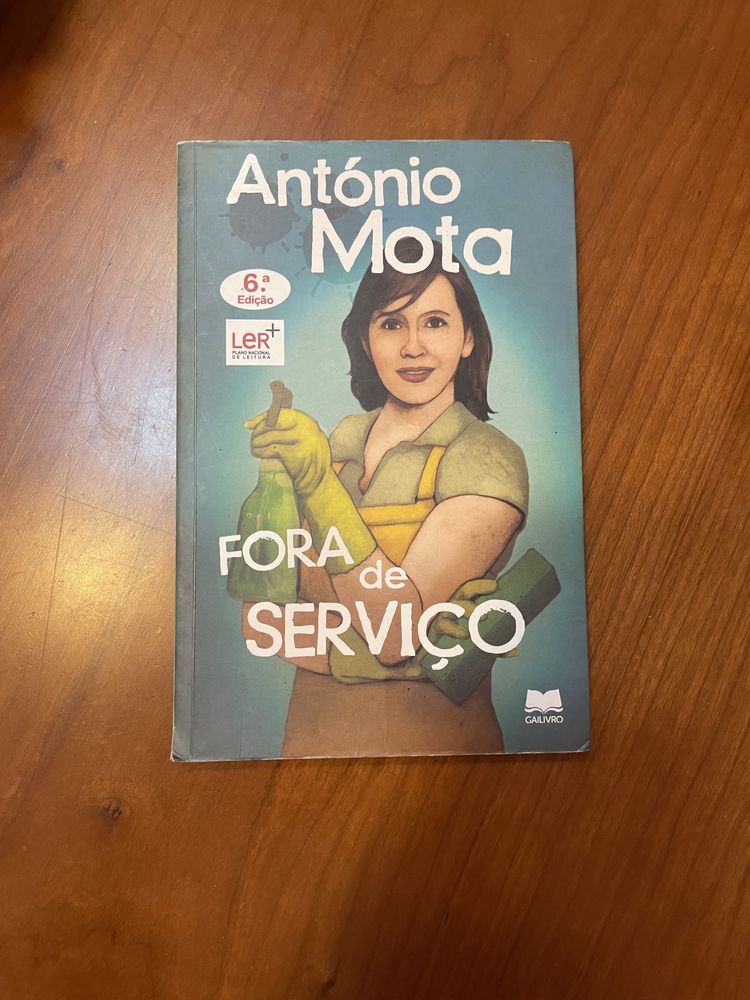 António
Mota
6.ª
Edição
LeR+
PLANO NACIONAL
DE LEITURA
FORA
de
SERVIÇO
GAILIVRO